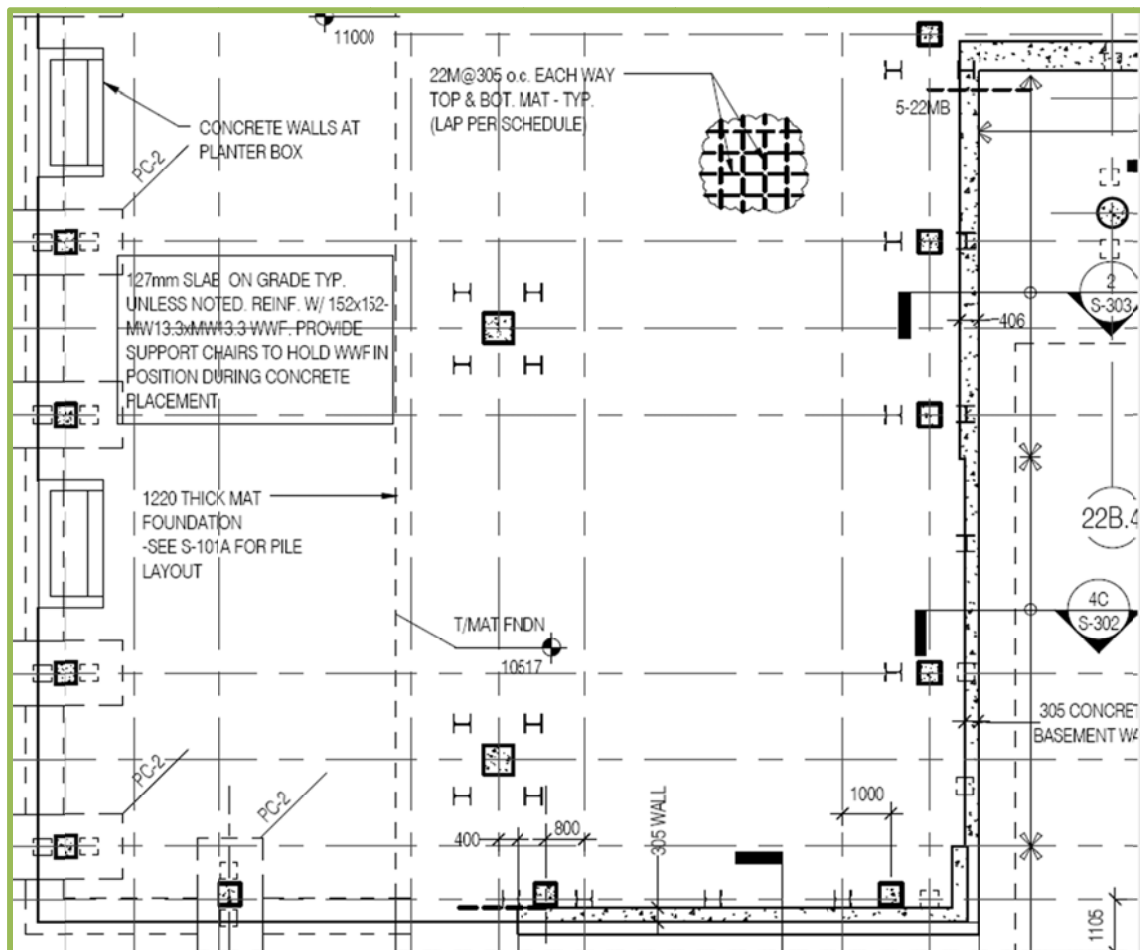 11000
22M@305 o.c. EACH WAY
TOP & BOT. MAT - TYP.
(LAP PER SCHEDULE)
5-22MB
CONCRETE WALLS AT
PLANTER BOX
PC-2
127mm SLAB ON GRADE TYP.
UNLESS NOTED. REINF. W/ 152x152-
MW13.3xMW13.3 WWF. PROVIDE
SUPPORT CHAIRS TO HOLD WWF IN
POSITION DURING CONCRETE
PLACEMENT
2
S-303
406
1220 THICK MAT
FOUNDATION
-SEE S-101A FOR PILE
LAYOUT
22B.4
4C
S-302
T/MAT FNDN
10617
305 CONCRET
BASEMENT WA
PC-2
PC-2
400
800
305 WALL
1000
1105